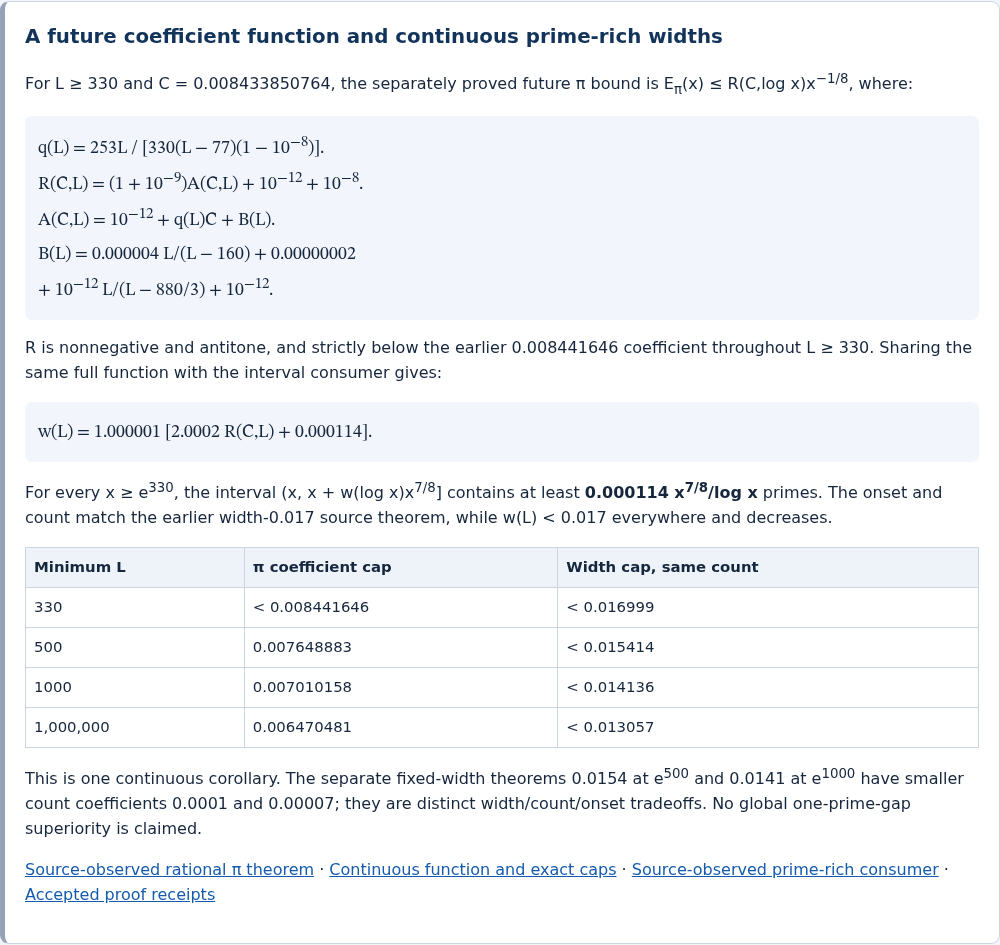 A future coefficient function and continuous prime-rich widths
For L ≥ 330 and C = 0.008433850764, the separately proved future π bound is Eπ(x) ≤ R(C,log x)x−1/8, where:
q(L) = 253L / [330(L − 77)(1 − 10−8)].
R(C,L) = (1 + 10−9)A(C,L) + 10−12 + 10−8.
A(C,L) = 10−12 + q(L)C + B(L).
B(L) = 0.000004 L/(L − 160) + 0.00000002
+ 10−12 L/(L − 880/3) + 10−12.
R is nonnegative and antitone, and strictly below the earlier 0.008441646 coefficient throughout L ≥ 330. Sharing the
same full function with the interval consumer gives:
w(L) = 1.000001 [2.0002 R(C,L) + 0.000114].
For every x ≥ e330, the interval (x, x + w(log x)x7/8] contains at least 0.000114 x7/8/log x primes. The onset and
count match the earlier width-0.017 source theorem, while w(L) < 0.017 everywhere and decreases.
Minimum L π coefficient cap Width cap, same count
330 < 0.008441646 < 0.016999
500 0.007648883 < 0.015414
1000 0.007010158 < 0.014136
1,000,000 0.006470481 < 0.013057
This is one continuous corollary. The separate fixed-width theorems 0.0154 at e500 and 0.0141 at e1000 have smaller
count coefficients 0.0001 and 0.00007; they are distinct width/count/onset tradeoffs. No global one-prime-gap
superiority is claimed.
Source-observed rational π theorem · Continuous function and exact caps · Source-observed prime-rich consumer ·
Accepted proof receipts